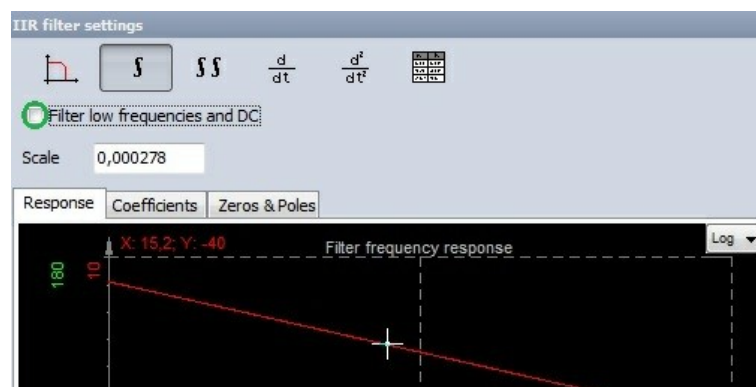 IIR filter settings
∫ ∫∫ d/dt d²/dt²
Filter low frequencies and DC
Scale 0,000278
Response Coefficients Zeros & Poles
X: 15,2; Y: -40 Filter frequency response Log
180 10